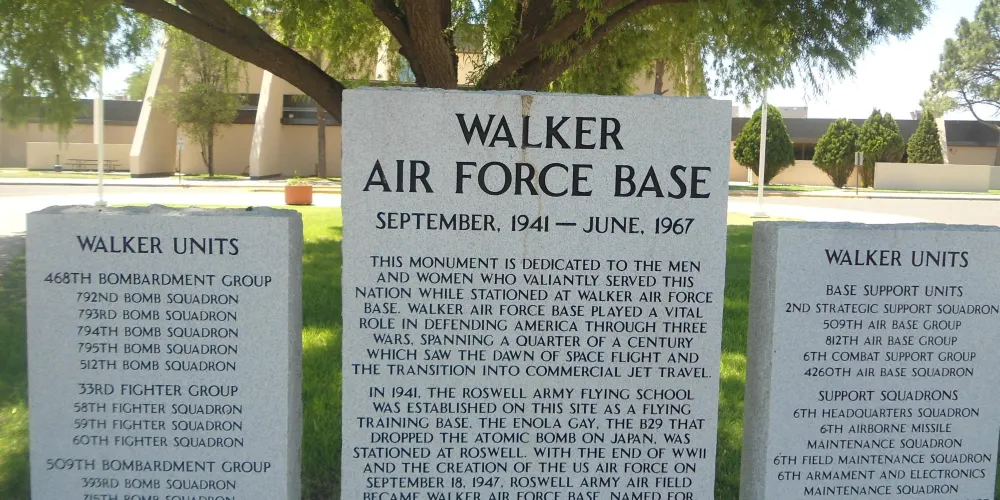 WALKER UNITS
468TH BOMBARDMENT GROUP
792ND BOMB SQUADRON
793RD BOMB SQUADRON
794TH BOMB SQUADRON
795TH BOMB SQUADRON
512TH BOMB SQUADRON
33RD FIGHTER GROUP
58TH FIGHTER SQUADRON
59TH FIGHTER SQUADRON
60TH FIGHTER SQUADRON
509TH BOMBARDMENT GROUP
393RD BOMB SQUADRON
715TH BOMB SQUADRON
WALKER
AIR FORCE BASE
SEPTEMBER, 1941 — JUNE, 1967
THIS MONUMENT IS DEDICATED TO THE MEN
AND WOMEN WHO VALIANTLY SERVED THIS
NATION WHILE STATIONED AT WALKER AIR FORCE
BASE. WALKER AIR FORCE BASE PLAYED A VITAL
ROLE IN DEFENDING AMERICA THROUGH THREE
WARS, SPANNING A QUARTER OF A CENTURY
WHICH SAW THE DAWN OF SPACE FLIGHT AND
THE TRANSITION INTO COMMERCIAL JET TRAVEL.
IN 1941, THE ROSWELL ARMY FLYING SCHOOL
WAS ESTABLISHED ON THIS SITE AS A FLYING
TRAINING BASE. THE ENOLA GAY, THE B29 THAT
DROPPED THE ATOMIC BOMB ON JAPAN, WAS
STATIONED AT ROSWELL. WITH THE END OF WWII
AND THE CREATION OF THE US AIR FORCE ON
SEPTEMBER 18, 1947, ROSWELL ARMY AIR FIELD
BECAME WALKER AIR FORCE BASE, NAMED FOR
WALKER UNITS
BASE SUPPORT UNITS
2ND STRATEGIC SUPPORT SQUADRON
509TH AIR BASE GROUP
812TH AIR BASE GROUP
6TH COMBAT SUPPORT GROUP
4260TH AIR BASE SQUADRON
SUPPORT SQUADRONS
6TH HEADQUARTERS SQUADRON
6TH AIRBORNE MISSILE
MAINTENANCE SQUADRON
6TH FIELD MAINTENANCE SQUADRON
6TH ARMAMENT AND ELECTRONICS
MAINTENANCE SQUADRON